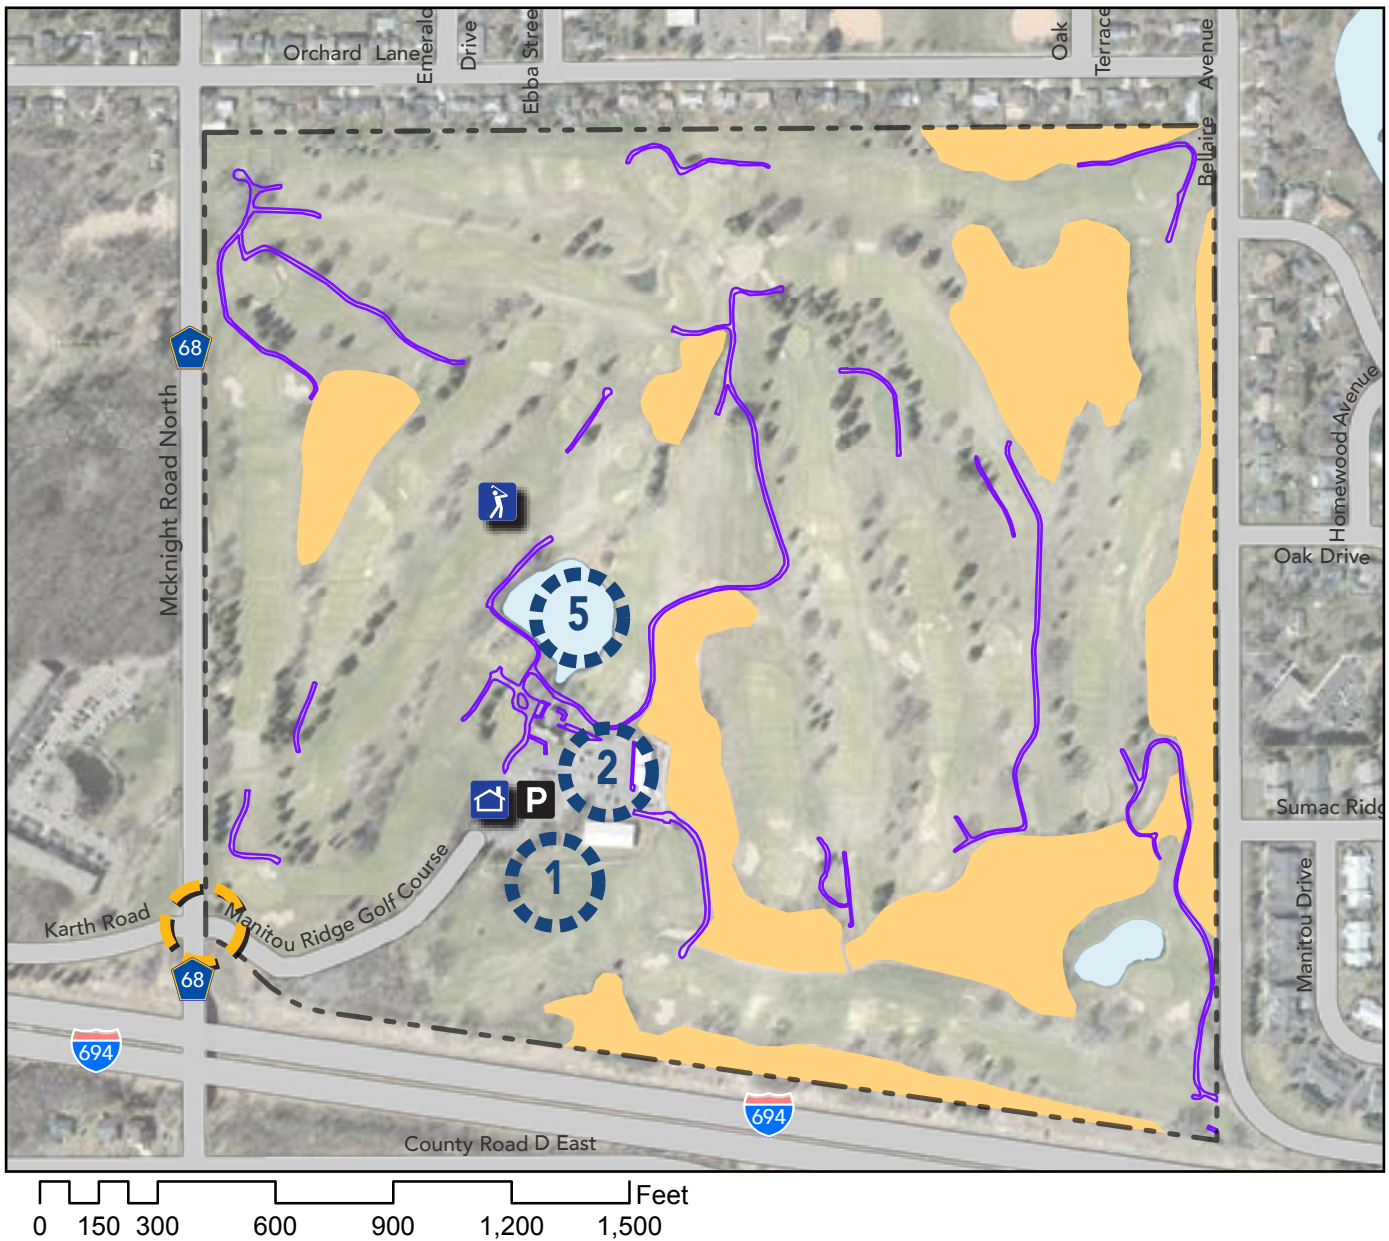 Orchard Lane
Emerald
Drive
Ebba Street
Oak
Terrace
Bellaire Avenue
68
Mcknight Road North
Homewood Avenue
Oak Drive
5
2
P
1
Sumac Ridg
Manitou Drive
Karth Road
Manitou Ridge Golf Course
68
694
694
County Road D East
Feet
0 150 300 600 900 1,200 1,500